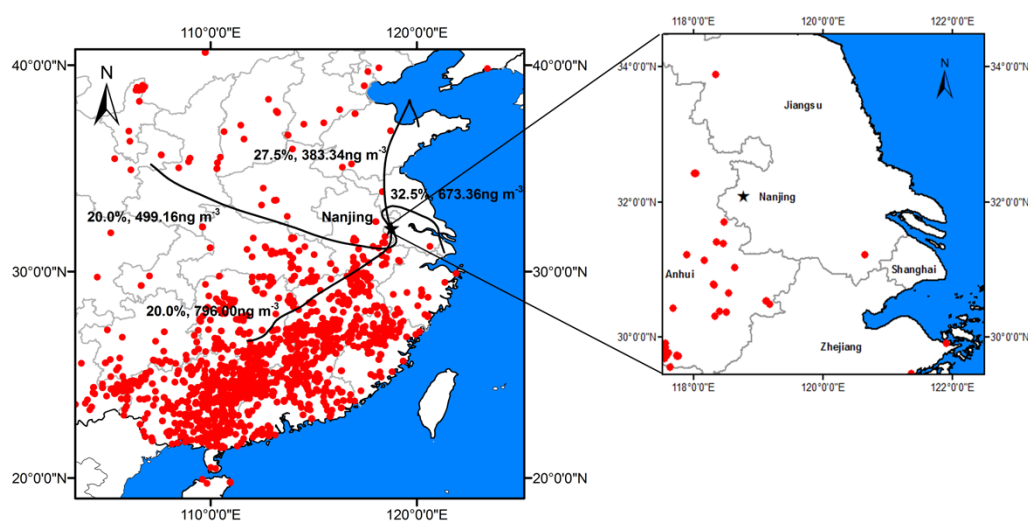 110°0'0"E 120°0'0"E
40°0'0"N 40°0'0"N
N
27.5%, 383.34ng m-3
32.5%, 673.36ng m-3
20.0%, 499.16ng m-3
Nanjing
30°0'0"N 30°0'0"N
20.0%, 796.00ng m-3
20°0'0"N 20°0'0"N
110°0'0"E 120°0'0"E
118°0'0"E 120°0'0"E 122°0'0"E
34°0'0"N 34°0'0"N
N
Jiangsu
Nanjing
32°0'0"N 32°0'0"N
Anhui
Shanghai
30°0'0"N 30°0'0"N
Zhejiang
118°0'0"E 120°0'0"E 122°0'0"E